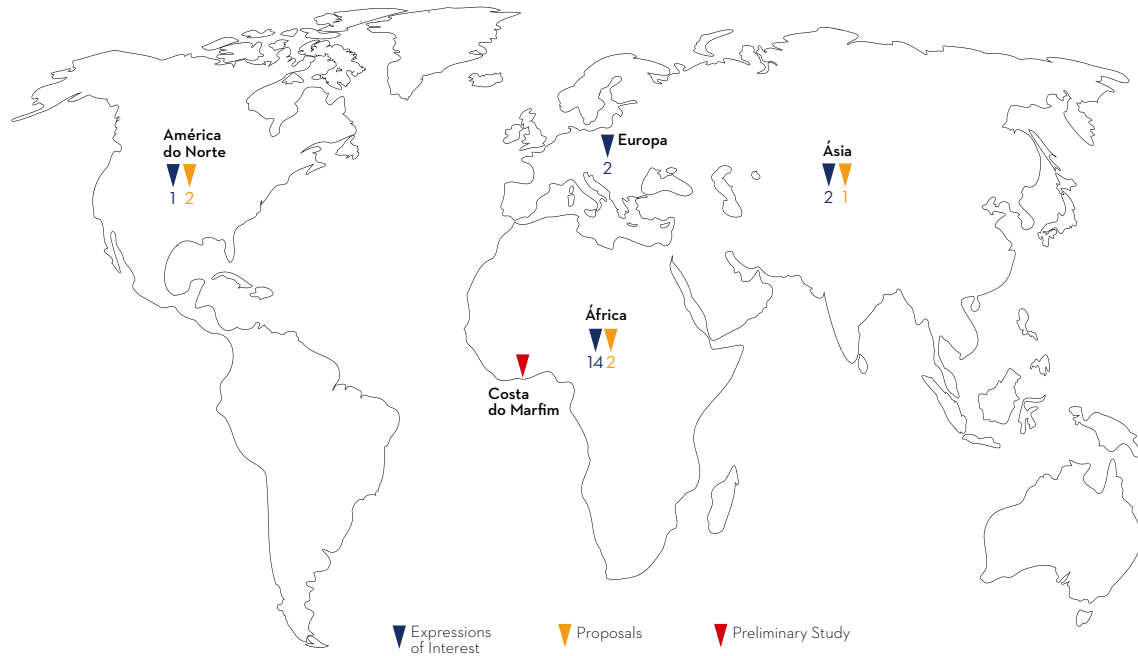 América
do Norte
1 2
Europa
2
Ásia
2 1
África
14 2
Costa
do Marfim
Expressions
of Interest
Proposals
Preliminary Study